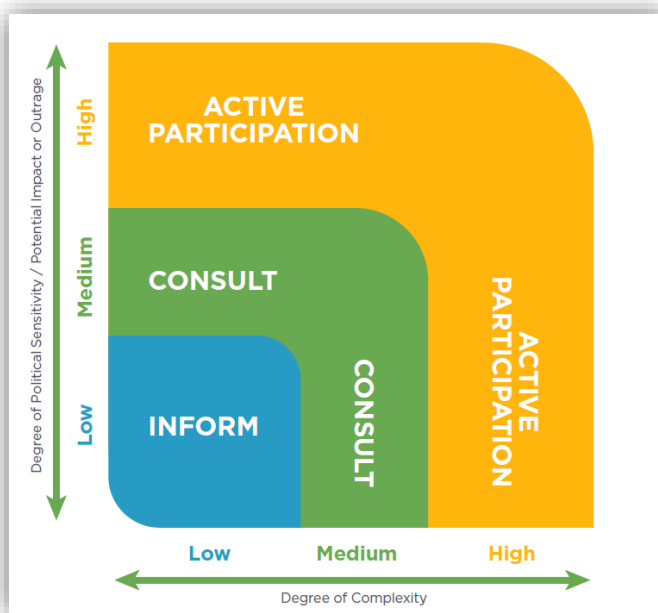 Degree of Political Sensitivity / Potential Impact or Outrage
High
Medium
Low
ACTIVE
PARTICIPATION
CONSULT
INFORM
CONSULT
ACTIVE
PARTICIPATION
Low
Medium
High
Degree of Complexity